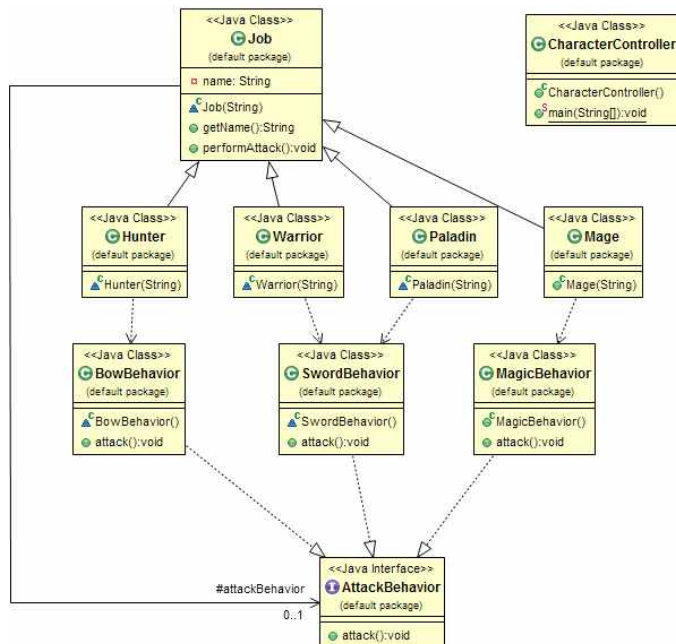 <<Java Class>>
C Job
(default package)
name: String
C Job(String)
getName():String
performAttack():void
<<Java Class>>
C CharacterController
(default package)
C CharacterController()
S main(String[]):void
<<Java Class>>
C Hunter
(default package)
C Hunter(String)
<<Java Class>>
C Warrior
(default package)
C Warrior(String)
<<Java Class>>
C Paladin
(default package)
C Paladin(String)
<<Java Class>>
C Mage
(default package)
C Mage(String)
<<Java Class>>
C BowBehavior
(default package)
C BowBehavior()
attack():void
<<Java Class>>
C SwordBehavior
(default package)
C SwordBehavior()
attack():void
<<Java Class>>
C MagicBehavior
(default package)
C MagicBehavior()
attack():void
#attackBehavior
0..1
<<Java Interface>>
I AttackBehavior
(default package)
attack():void